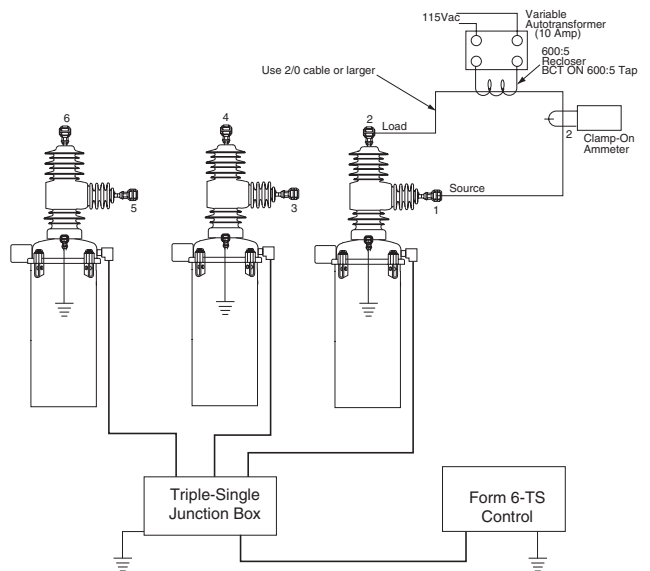 115Vac
Variable
Autotransformer
(10 Amp)
600:5
Recloser
BCT ON 600:5 Tap
Use 2/0 cable or larger
6
4
2
Load
2
Clamp-On
Ammeter
5
3
Source
1
Triple-Single
Junction Box
Form 6-TS
Control